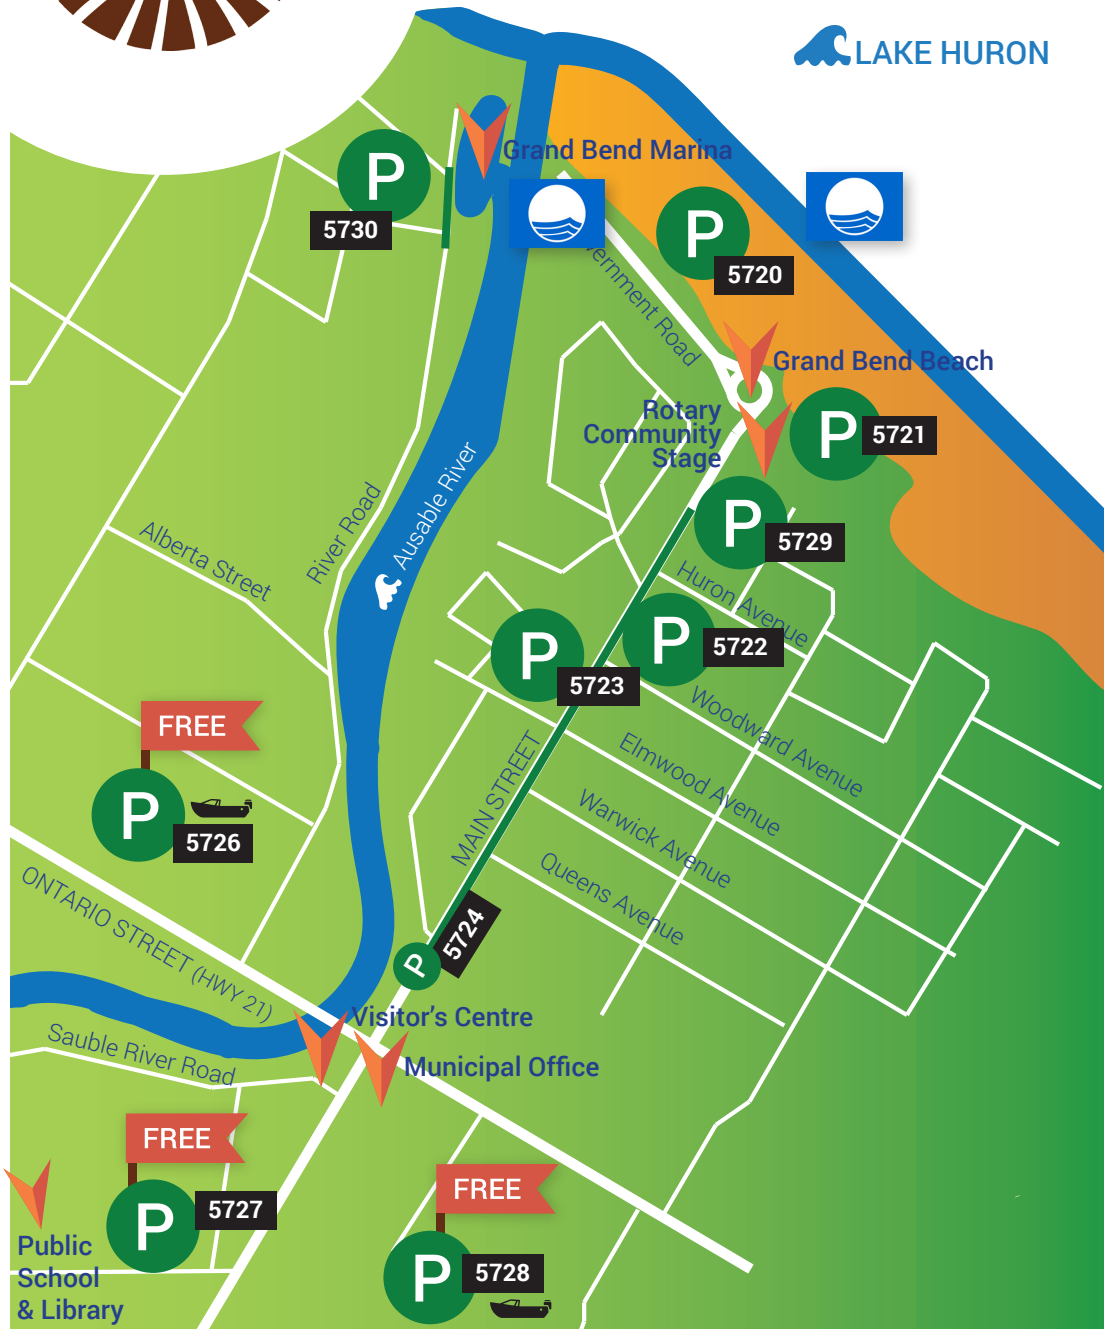 LAKE HURON
Grand Bend Marina
P
5730
P
5720
vernment Road
Grand Bend Beach
Rotary
Community
Stage
P
5721
P
5729
Ausable River
River Road
Alberta Street
Huron Avenue
P
5722
P
5723
Woodward Avenue
Elmwood Avenue
MAIN STREET
Warwick Avenue
Queens Avenue
FREE
P
5726
ONTARIO STREET (HWY 21)
P
5724
Visitor's Centre
Sauble River Road
Municipal Office
FREE
P
5727
FREE
P
5728
Public
School
& Library